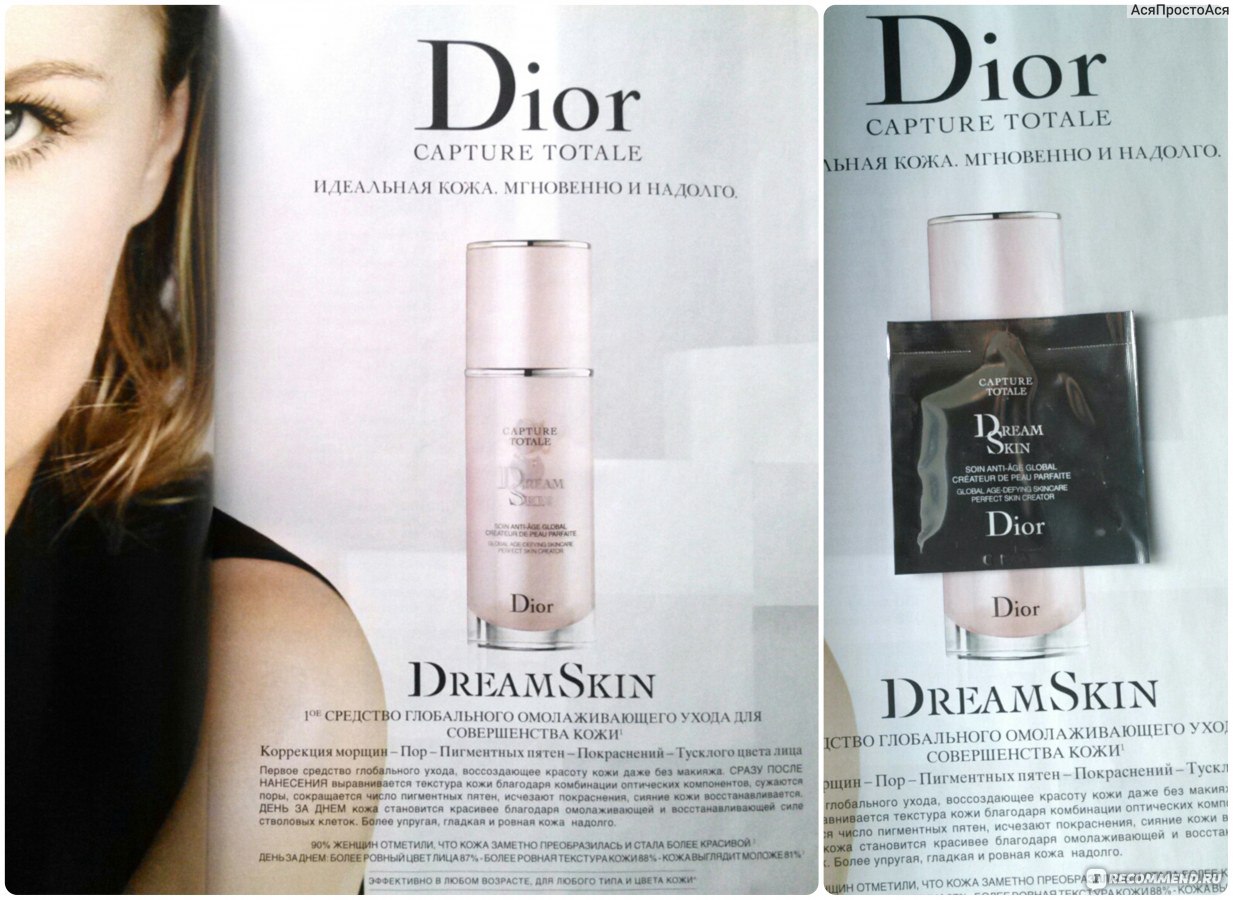 Dior
CAPTURE TOTALE
ИДЕАЛЬНАЯ КОЖА. МГНОВЕННО И НАДОЛГО.
CAPTURE
TOTALE
DREAM
SKIN
SOIN ANTI-ÂGE GLOBAL
CRÉATEUR DE PEAU PARFAITE
GLOBAL AGE-DEFYING SKINCARE
PERFECT SKIN CREATOR
Dior
DREAMSKIN
1ОЕ СРЕДСТВО ГЛОБАЛЬНОГО ОМОЛАЖИВАЮЩЕГО УХОДА ДЛЯ
СОВЕРШЕНСТВА КОЖИ¹
Коррекция морщин – Пор – Пигментных пятен – Покраснений – Тусклого цвета лица
Первое средство глобального ухода, воссоздающее красоту кожи даже без макияжа. СРАЗУ ПОСЛЕ
НАНЕСЕНИЯ выравнивается текстура кожи благодаря комбинации оптических компонентов, сужаются
поры, сокращается число пигментных пятен, исчезают покраснения, сияние кожи восстанавливается.
ДЕНЬ ЗА ДНЕМ кожа становится красивее благодаря омолаживающей и восстанавливающей силе
стволовых клеток. Более упругая, гладкая и ровная кожа надолго.
90% ЖЕНЩИН ОТМЕТИЛИ, ЧТО КОЖА ЗАМЕТНО ПРЕОБРАЗИЛАСЬ И СТАЛА БОЛЕЕ КРАСИВОЙ
ДЕНЬ ЗА ДНЕМ: БОЛЕЕ РОВНЫЙ ЦВЕТ ЛИЦА 87% - БОЛЕЕ РОВНАЯ ТЕКСТУРА КОЖИ 88% - КОЖА ВЫГЛЯДИТ МОЛОЖЕ 81%
ЭФФЕКТИВНО В ЛЮБОМ ВОЗРАСТЕ, ДЛЯ ЛЮБОГО ТИПА И ЦВЕТА КОЖИ
АсяПростоАся
Dior
CAPTURE TOTALE
ЛЬНАЯ КОЖА. МГНОВЕННО И НАДОЛГО.
CAPTURE
TOTALE
DREAM
SKIN
SOIN ANTI-ÂGE GLOBAL
CRÉATEUR DE PEAU PARFAITE
GLOBAL AGE-DEFYING SKINCARE
PERFECT SKIN CREATOR
Dior
Dior
DREAMSKIN
ДСТВО ГЛОБАЛЬНОГО ОМОЛАЖИВАЮЩЕГО УХОД
СОВЕРШЕНСТВА КОЖИ¹
рщин – Пор – Пигментных пятен – Покраснений – Тускл
глобального ухода, воссоздающее красоту кожи даже без макия
авнивается текстура кожи благодаря комбинации оптических комп
я число пигментных пятен, исчезают покраснения, сияние кожи в
кожа становится красивее благодаря омолаживающей и восста
. Более упругая, гладкая и ровная кожа надолго.
ЩИН ОТМЕТИЛИ, ЧТО КОЖА ЗАМЕТНО
IRECOMMEND.RU